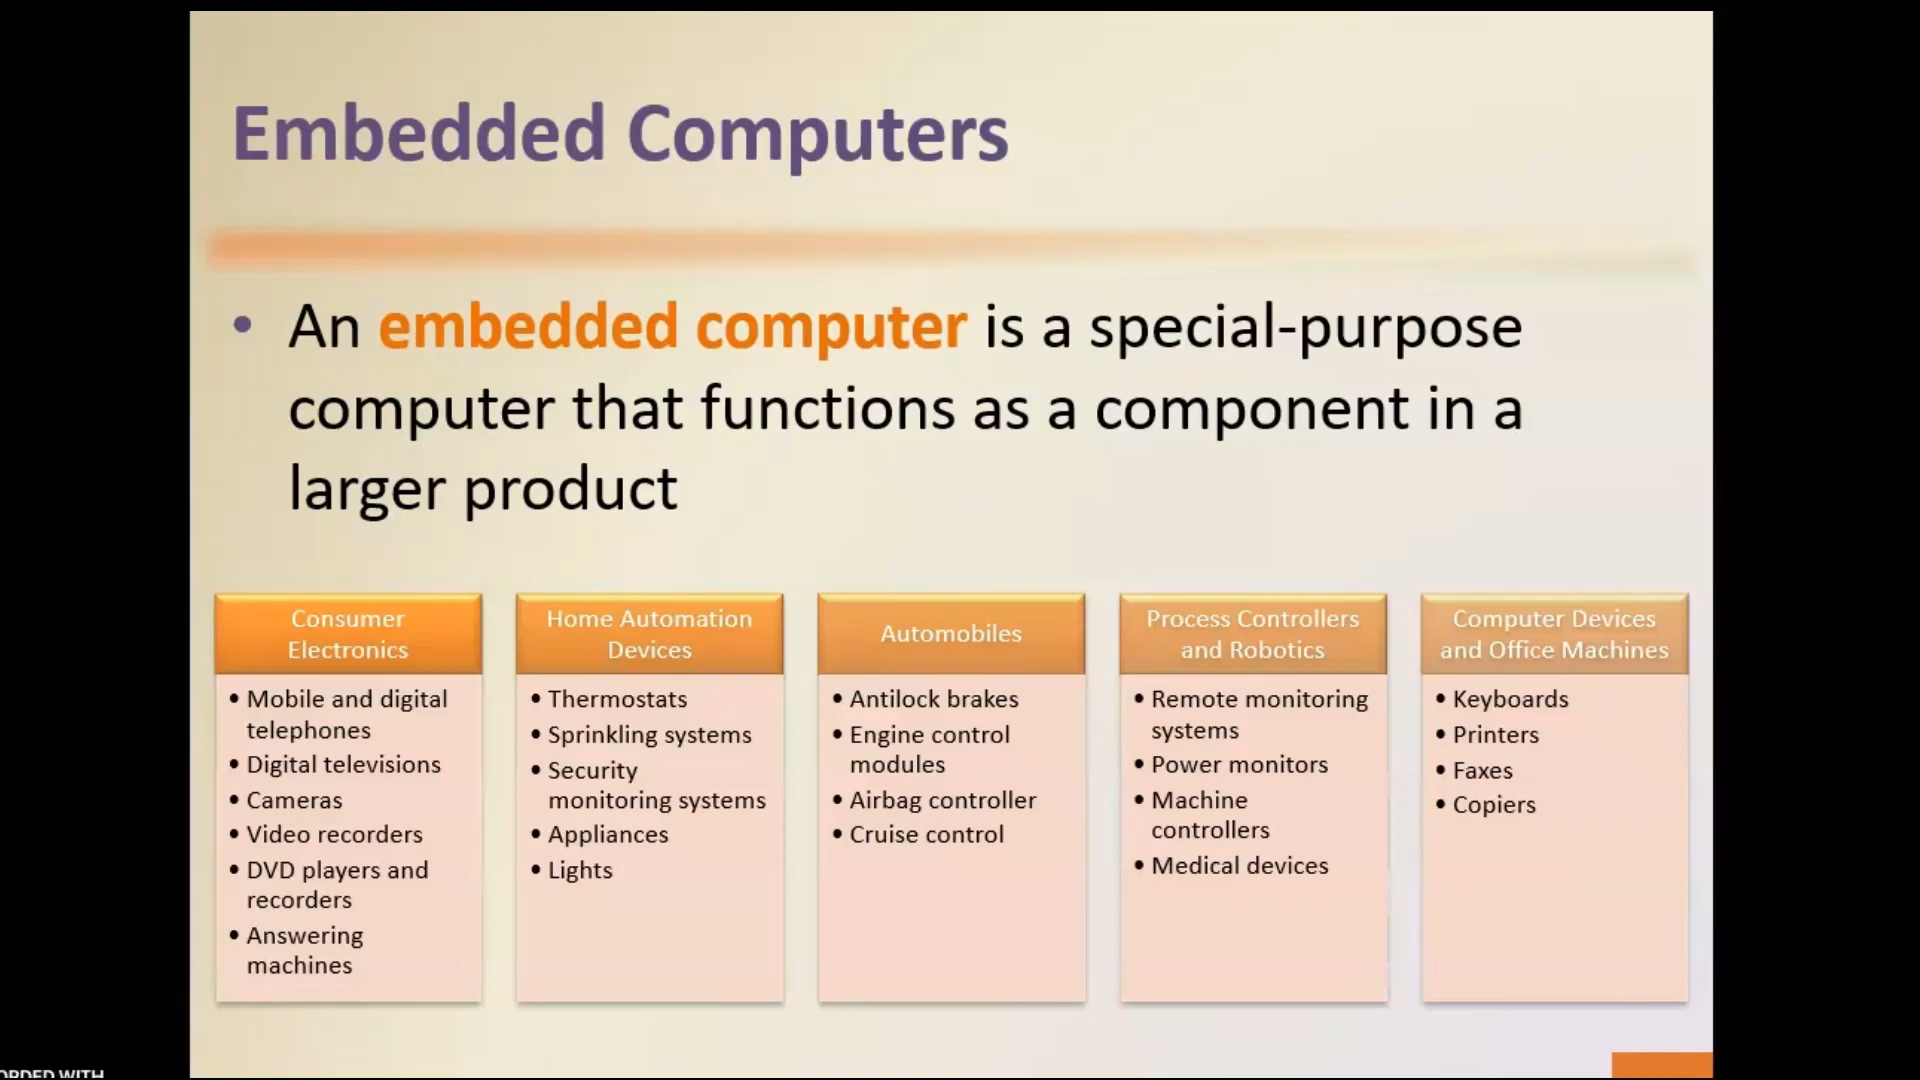 Embedded Computers
• An embedded computer is a special-purpose
computer that functions as a component in a
larger product
Consumer
Electronics
• Mobile and digital
telephones
• Digital televisions
• Cameras
• Video recorders
• DVD players and
recorders
• Answering
machines
Home Automation
Devices
• Thermostats
• Sprinkling systems
• Security
monitoring systems
• Appliances
• Lights
Automobiles
• Antilock brakes
• Engine control
modules
• Airbag controller
• Cruise control
Process Controllers
and Robotics
• Remote monitoring
systems
• Power monitors
• Machine
controllers
• Medical devices
Computer Devices
and Office Machines
• Keyboards
• Printers
• Faxes
• Copiers
WITH